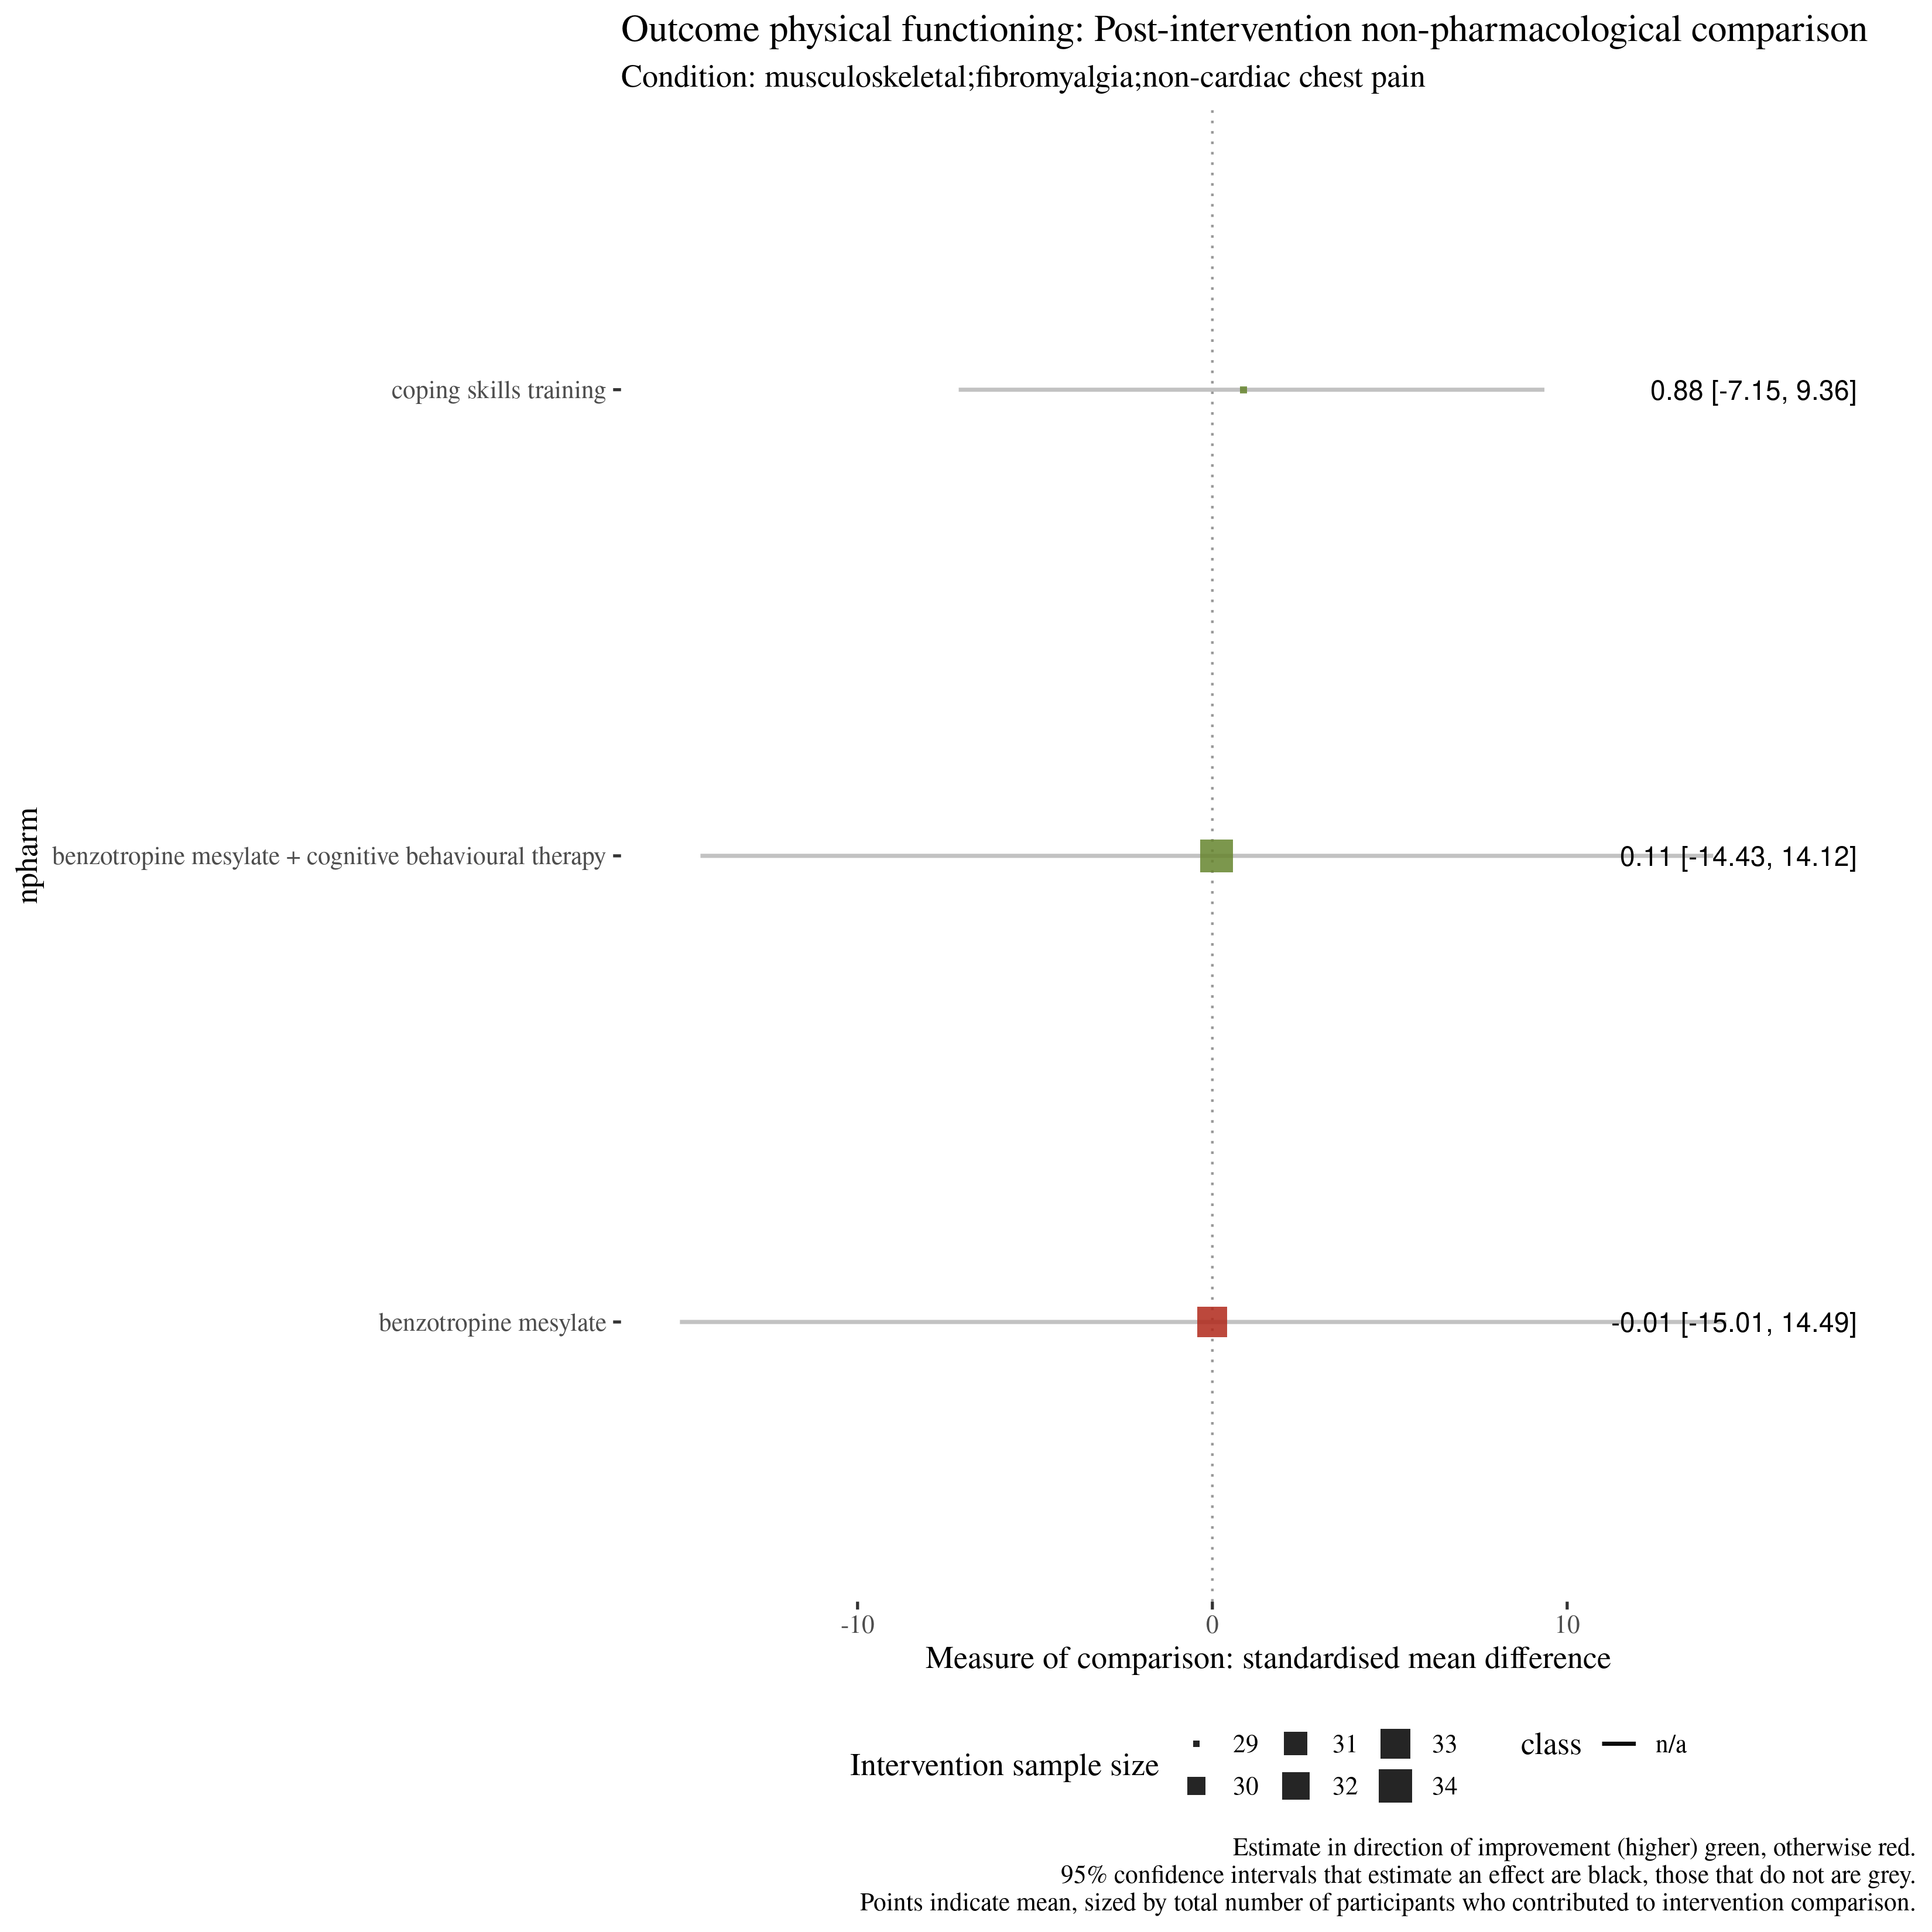 Outcome physical functioning: Post-intervention non-pharmacological comparison
Condition: musculoskeletal;fibromyalgia;non-cardiac chest pain
coping skills training
0.88 [-7.15, 9.36]
npharm
benzotropine mesylate + cognitive behavioural therapy
0.11 [-14.43, 14.12]
benzotropine mesylate
-0.01 [-15.01, 14.49]
-10 0 10
Measure of comparison: standardised mean difference
Intervention sample size
29 31 33
30 32 34
class n/a
Estimate in direction of improvement (higher) green, otherwise red.
95% confidence intervals that estimate an effect are black, those that do not are grey.
Points indicate mean, sized by total number of participants who contributed to intervention comparison.